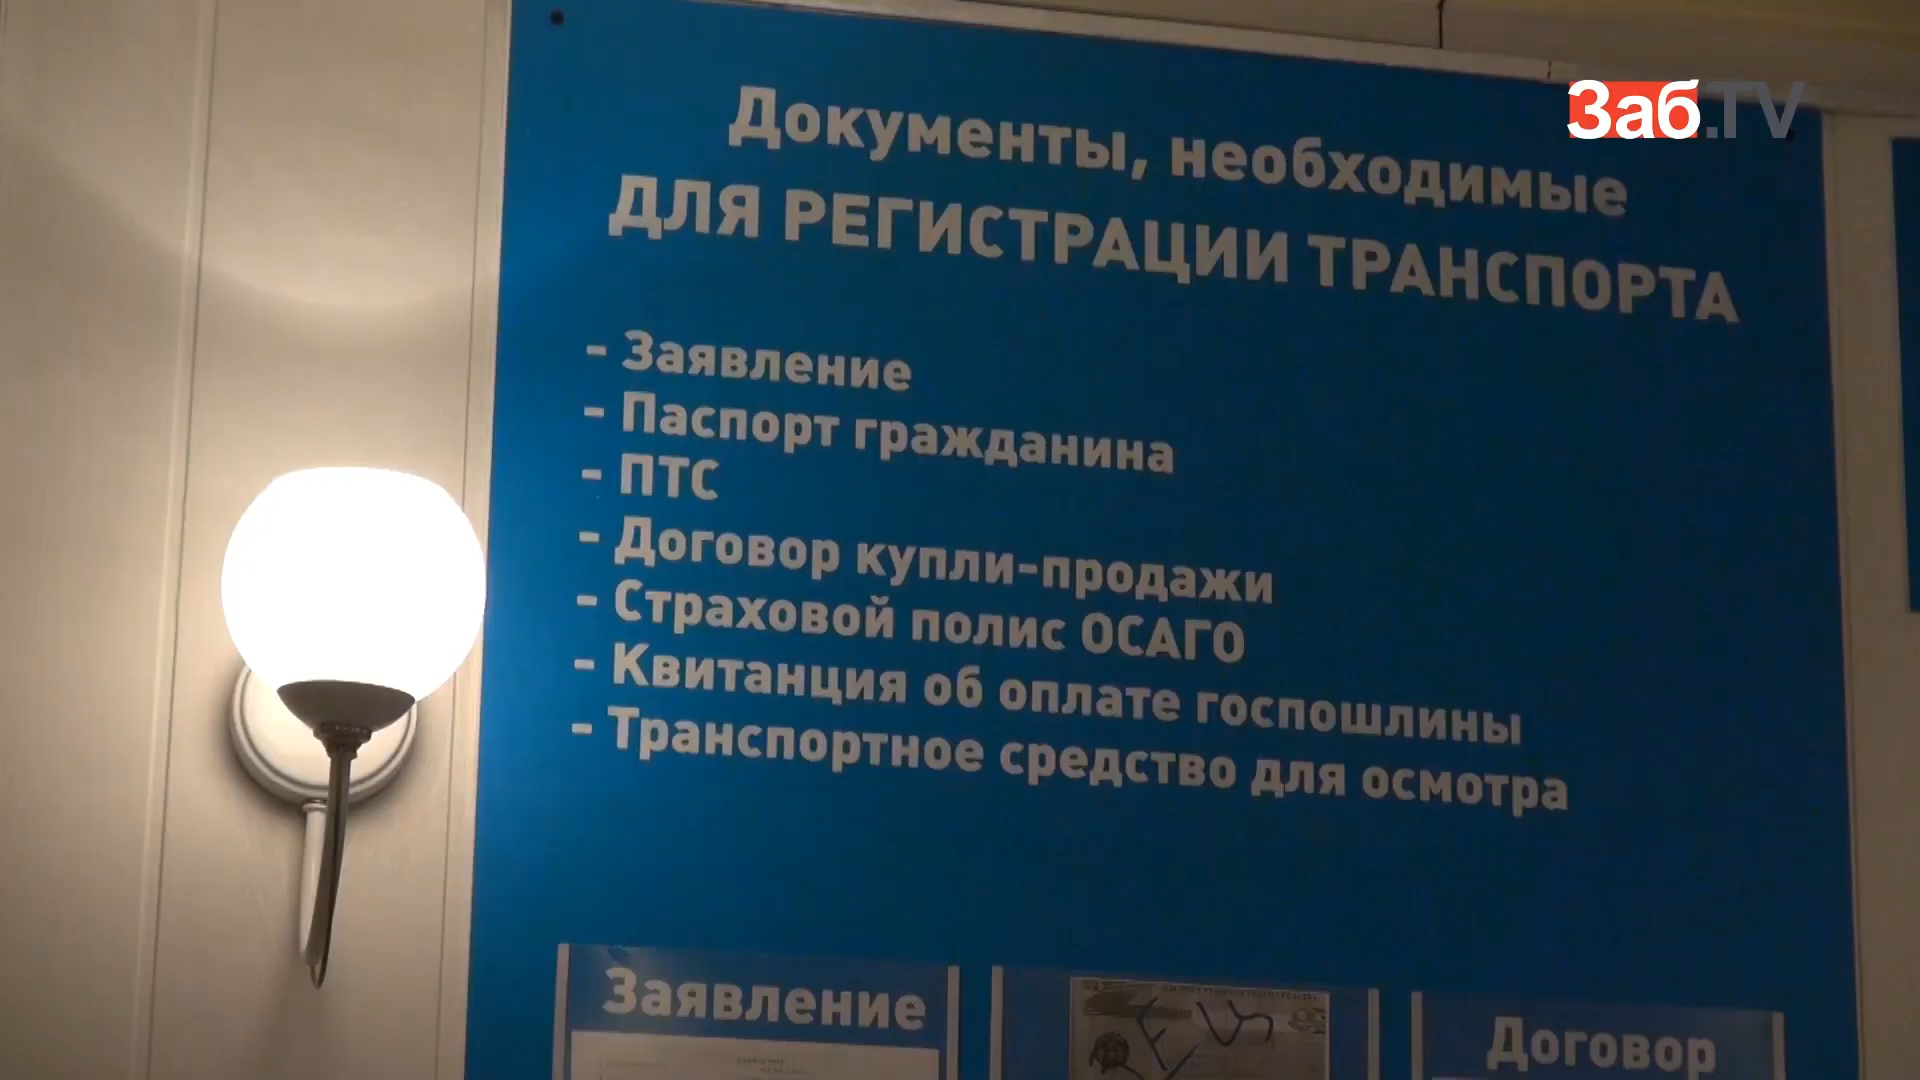 Заб.TV
Документы, необходимые
ДЛЯ РЕГИСТРАЦИИ ТРАНСПОРТА
- Заявление
- Паспорт гражданина
- ПТС
- Договор купли-продажи
- Страховой полис ОСАГО
- Квитанция об оплате госпошлины
- Транспортное средство для осмотра
Заявление
Договор